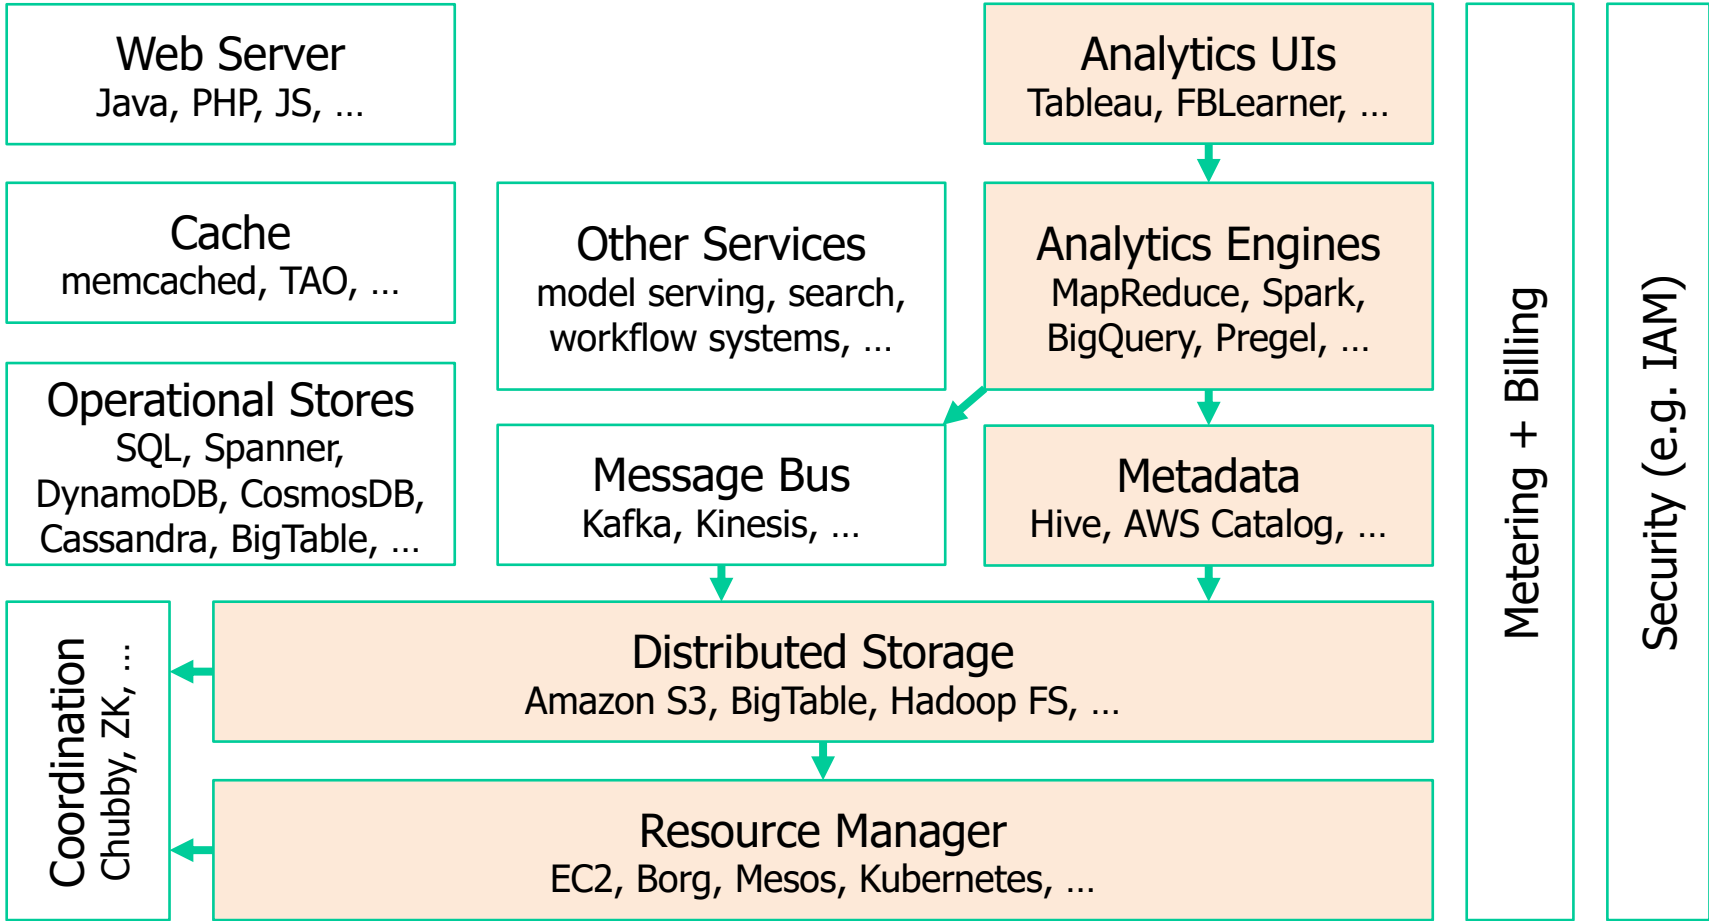 Web Server
Java, PHP, JS, …
Analytics UIs
Tableau, FBLearner, …
Cache
memcached, TAO, …
Other Services
model serving, search,
workflow systems, …
Analytics Engines
MapReduce, Spark,
BigQuery, Pregel, …
Operational Stores
SQL, Spanner,
DynamoDB, CosmosDB,
Cassandra, BigTable, …
Message Bus
Kafka, Kinesis, …
Metadata
Hive, AWS Catalog, …
Coordination
Chubby, ZK, …
Distributed Storage
Amazon S3, BigTable, Hadoop FS, …
Resource Manager
EC2, Borg, Mesos, Kubernetes, …
Metering + Billing
Security (e.g. IAM)